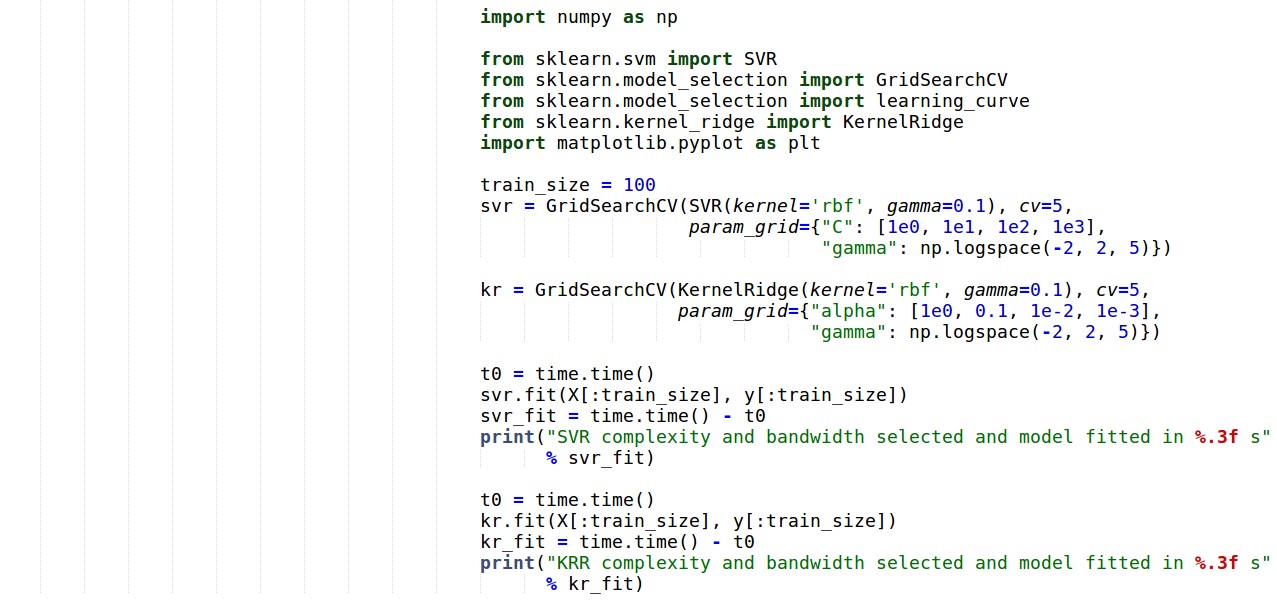 import numpy as np
from sklearn.svm import SVR
from sklearn.model_selection import GridSearchCV
from sklearn.model_selection import learning_curve
from sklearn.kernel_ridge import KernelRidge
import matplotlib.pyplot as plt
train_size = 100
svr = GridSearchCV(SVR(kernel='rbf', gamma=0.1), cv=5,
param_grid={"C": [1e0, 1e1, 1e2, 1e3],
"gamma": np.logspace(-2, 2, 5)})
kr = GridSearchCV(KernelRidge(kernel='rbf', gamma=0.1), cv=5,
param_grid={"alpha": [1e0, 0.1, 1e-2, 1e-3],
"gamma": np.logspace(-2, 2, 5)})
t0 = time.time()
svr.fit(X[:train_size], y[:train_size])
svr_fit = time.time() - t0
print("SVR complexity and bandwidth selected and model fitted in %.3f s"
% svr_fit)
t0 = time.time()
kr.fit(X[:train_size], y[:train_size])
kr_fit = time.time() - t0
print("KRR complexity and bandwidth selected and model fitted in %.3f s"
% kr_fit)